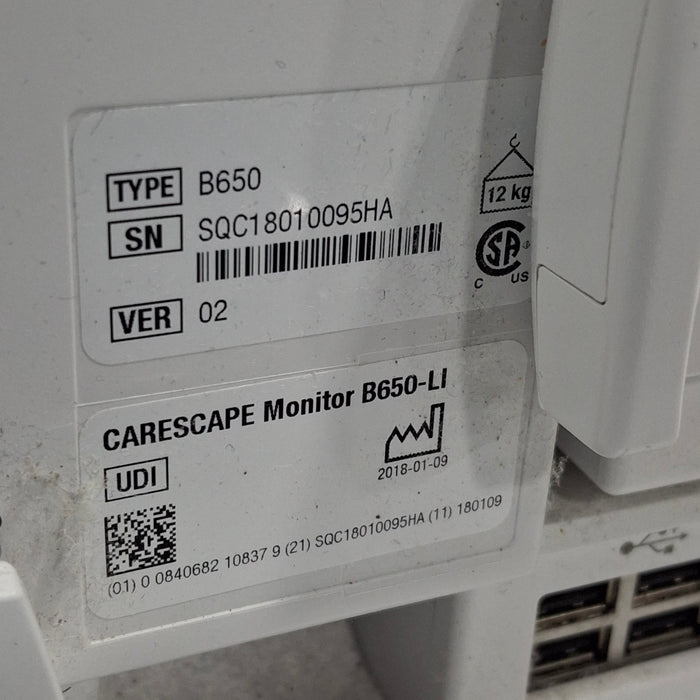 TYPE B650
12 kg
SN SQC18010095HA
SA
C US
VER 02
CARESCAPE Monitor B650-LI
UDI
2018-01-09
(01) 0 0840682 10837 9 (21) SQC18010095HA (11) 180109